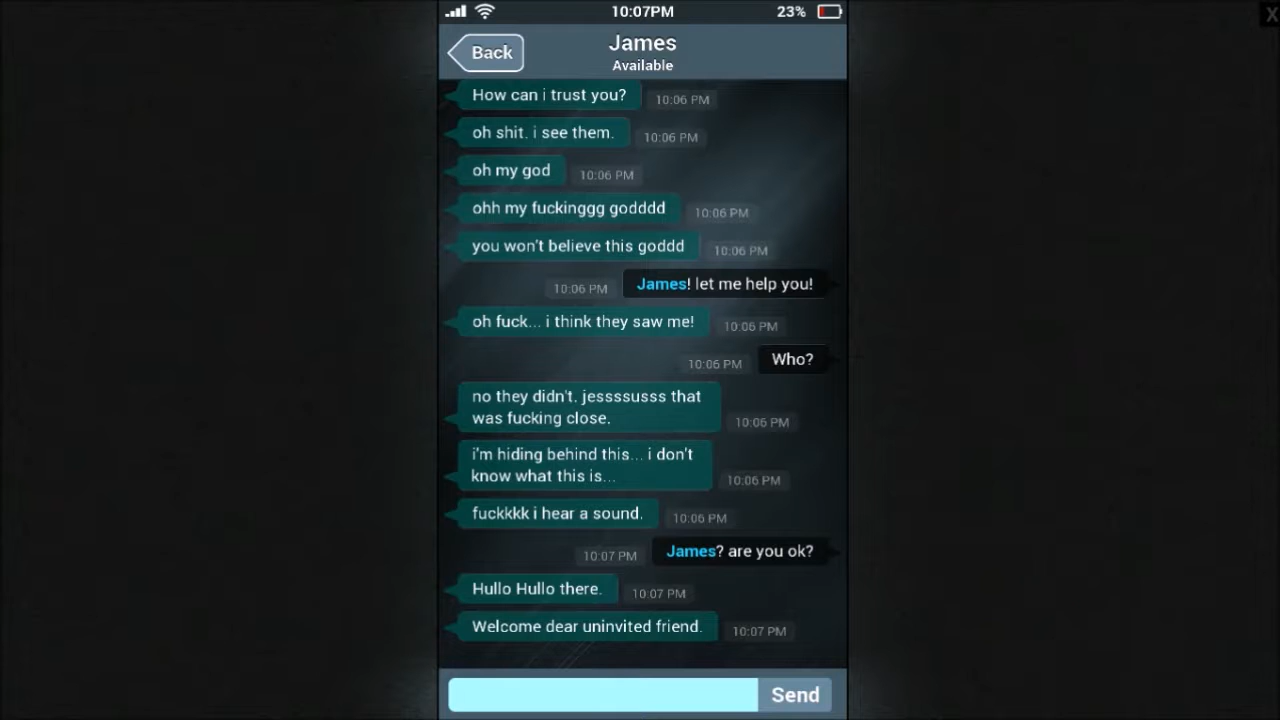 10:07PM
23%
Back
James
Available
How can i trust you?
10:06 PM
oh shit. i see them.
10:06 PM
oh my god
10:06 PM
ohh my fuckinggg godddd
10:06 PM
you won't believe this goddd
10:06 PM
10:06 PM
James! let me help you!
oh fuck... i think they saw me!
10:06 PM
10:06 PM
Who?
no they didn't. jessssusss that
was fucking close.
10:06 PM
i'm hiding behind this... i don't
know what this is...
10:06 PM
fuckkkk i hear a sound.
10:06 PM
10:07 PM
James? are you ok?
Hullo Hullo there.
10:07 PM
Welcome dear uninvited friend.
10:07 PM
Send
X